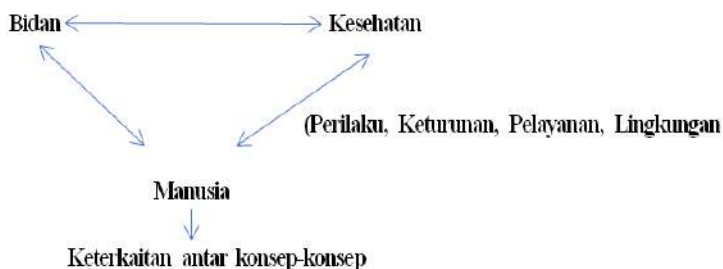 Bidan Kesehatan
(Perilaku, Keturunan, Pelayanan, Lingkungan
Manusia
Keterkaitan antar konsep-konsep